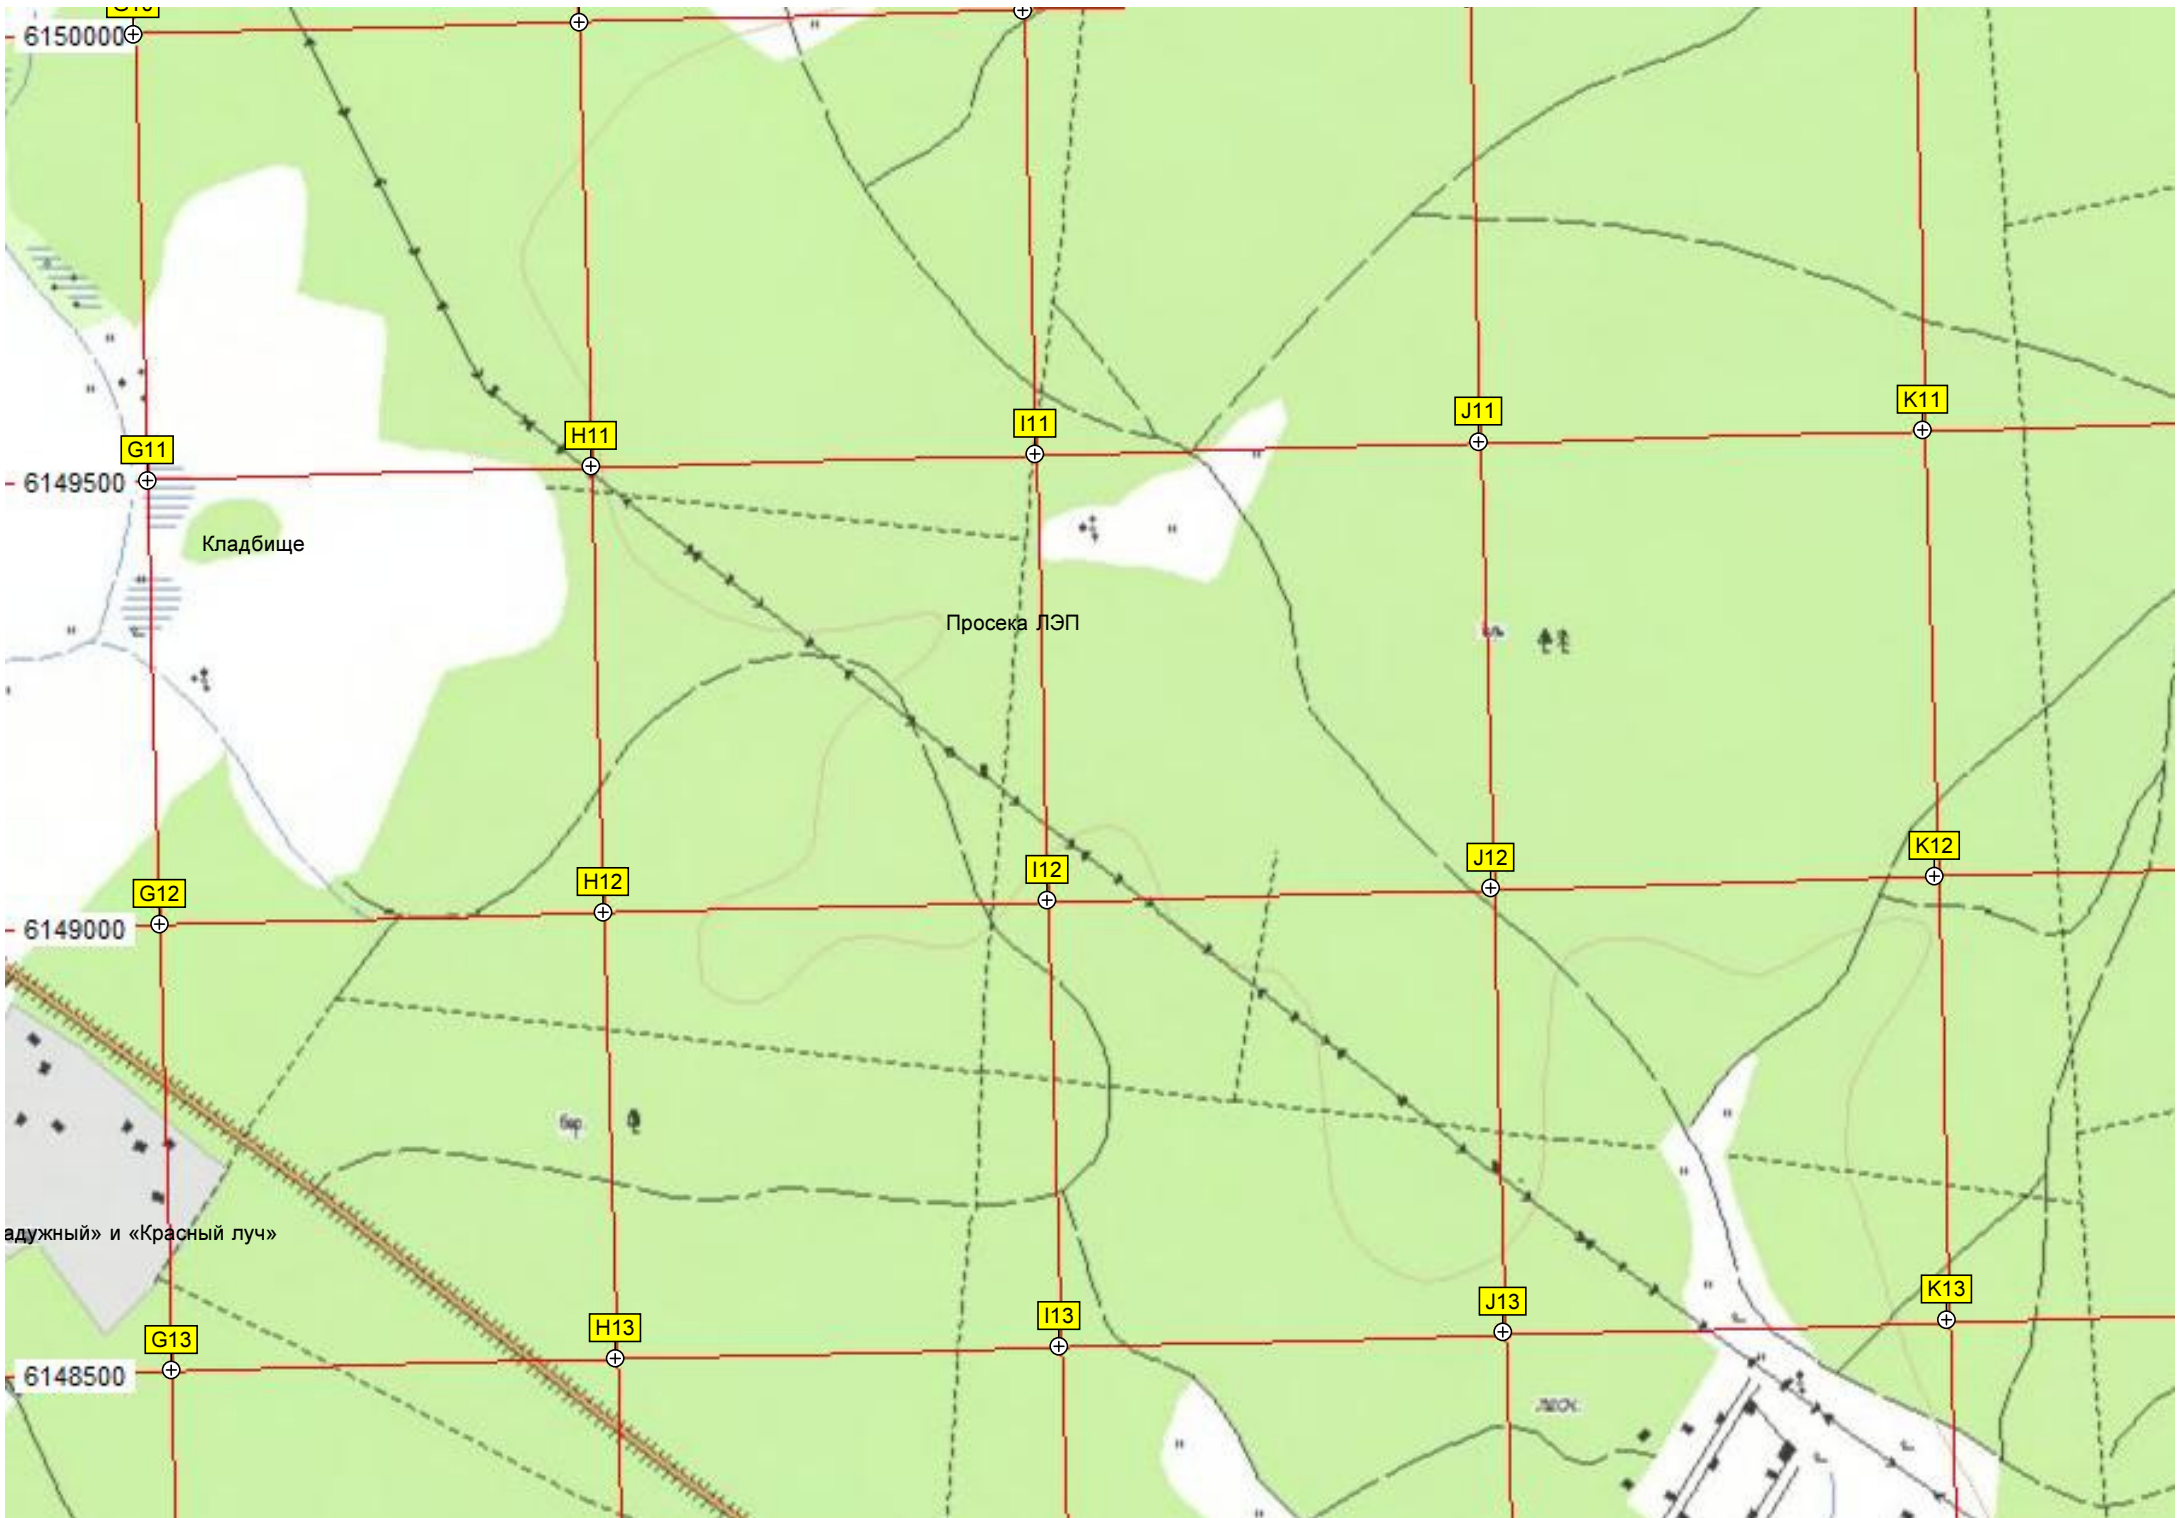 6150000
K11
J11
I11
H11
G11
6149500
Кладбище
Просека ЛЭП
K12
J12
I12
H12
G12
6149000
бер.
адужный» и «Красный луч»
K13
J13
I13
H13
G13
6148500